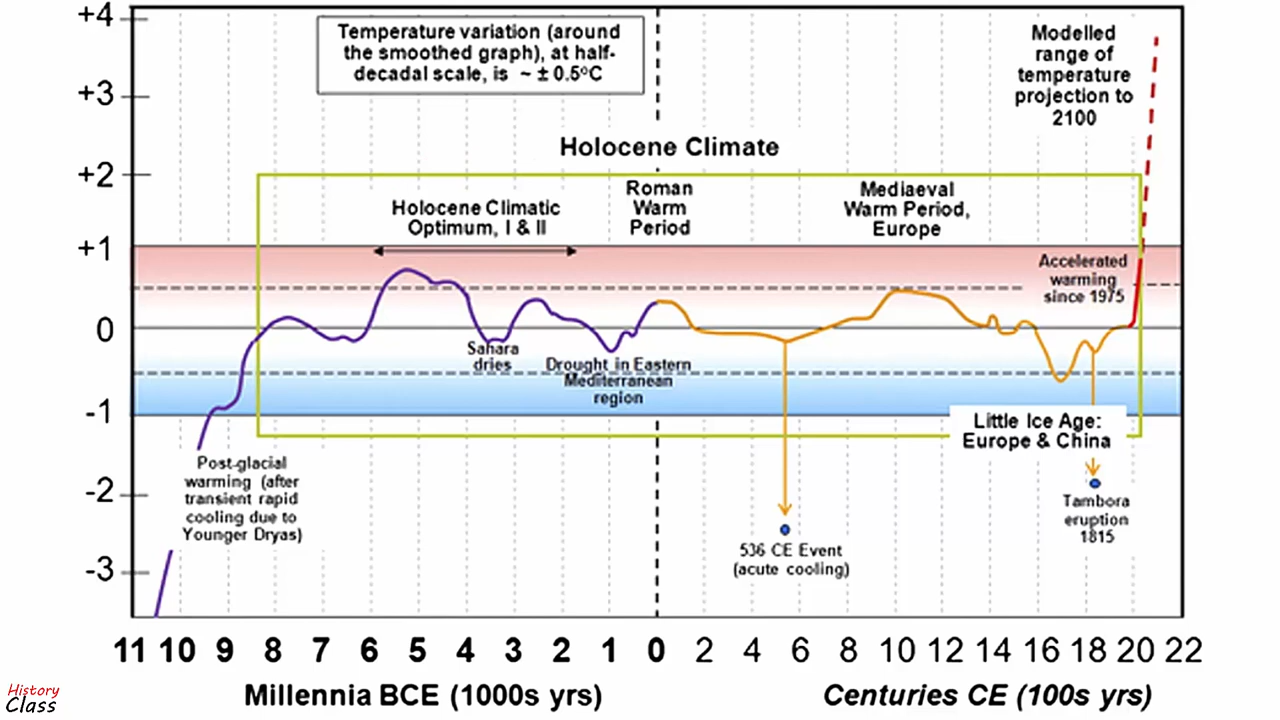 +4
+3
+2
+1
0
-1
-2
-3
Temperature variation (around
the smoothed graph), at half-
decadal scale, is ~ ± 0.5°C
Modelled
range of
temperature
projection to
2100
Holocene Climate
Holocene Climatic
Optimum, I & II
Roman
Warm
Period
Mediaeval
Warm Period,
Europe
Accelerated
warming
since 1975
Sahara
dries
Drought in Eastern
Mediterranean
region
Little Ice Age:
Europe & China
Post-glacial
warming (after
transient rapid
cooling due to
Younger Dryas)
536 CE Event
(acute cooling)
Tambora
eruption
1815
11 10 9 8 7 6 5 4 3 2 1 0 2 4 6 8 10 12 14 16 18 20 22
Millennia BCE (1000s yrs)
Centuries CE (100s yrs)
History
Class